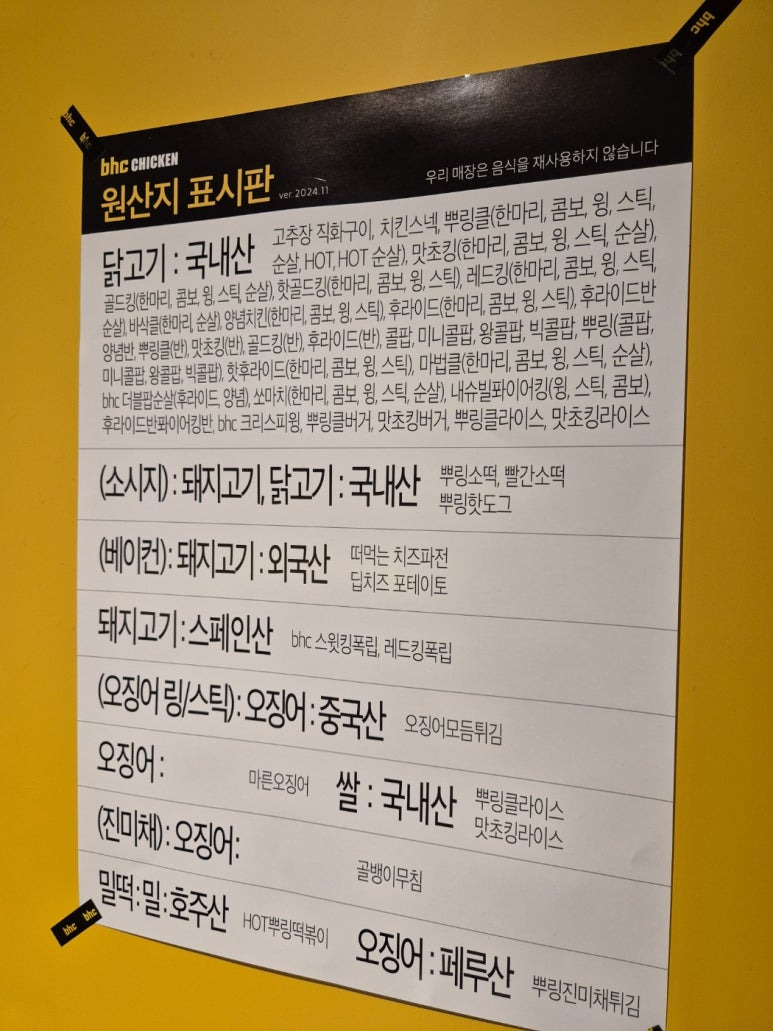 bhc CHICKEN
원산지 표시판 ver 2024.11
우리 매장은 음식을 재사용하지 않습니다
닭고기 : 국내산
고추장 직화구이, 치킨스넥, 뿌링클(한마리, 콤보, 윙, 스틱,
순살, HOT, HOT 순살), 맛쵸킹(한마리, 콤보, 윙, 스틱, 순살),
골드킹(한마리, 콤보, 윙, 스틱, 순살), 핫골드킹(한마리, 콤보, 윙, 스틱), 레드킹(한마리, 콤보, 윙, 스틱,
순살), 바삭클(한마리, 순살), 양념치킨(한마리, 콤보, 윙, 스틱), 후라이드(한마리, 콤보, 윙, 스틱), 후라이드반
양념반, 뿌링클(반), 맛쵸킹(반), 골드킹(반), 후라이드(반), 콜팝, 미니콜팝, 왕콜팝, 빅콜팝, 뿌링(콜팝,
미니콜팝, 왕콜팝, 빅콜팝), 핫후라이드(한마리, 콤보, 윙, 스틱), 마법클(한마리, 콤보, 윙, 스틱, 순살),
bhc 더블팝순살(후라이드, 양념), 쏘마치(한마리, 콤보, 윙, 스틱, 순살), 내슈빌퐈이어킹(윙, 스틱, 콤보),
후라이드반퐈이어킹반, bhc 크리스피윙, 뿌링클버거, 맛쵸킹버거, 뿌링클라이스, 맛쵸킹라이스
(소시지) : 돼지고기, 닭고기 : 국내산
뿌링소떡, 빨간소떡
뿌링핫도그
(베이컨) : 돼지고기 : 외국산
떠먹는 치즈파전
딥치즈 포테이토
돼지고기 : 스페인산
bhc 스윗킹폭립, 레드킹폭립
(오징어 링/스틱) : 오징어 : 중국산
오징어모듬튀김
오징어 :
마른오징어
쌀 : 국내산
뿌링클라이스
맛쵸킹라이스
(진미채) : 오징어:
골뱅이무침
밀떡 : 밀 : 호주산
HOT뿌링떡볶이
오징어 : 페루산
뿌링진미채튀김
bhc bhc
bhc bhc
bhc bhc